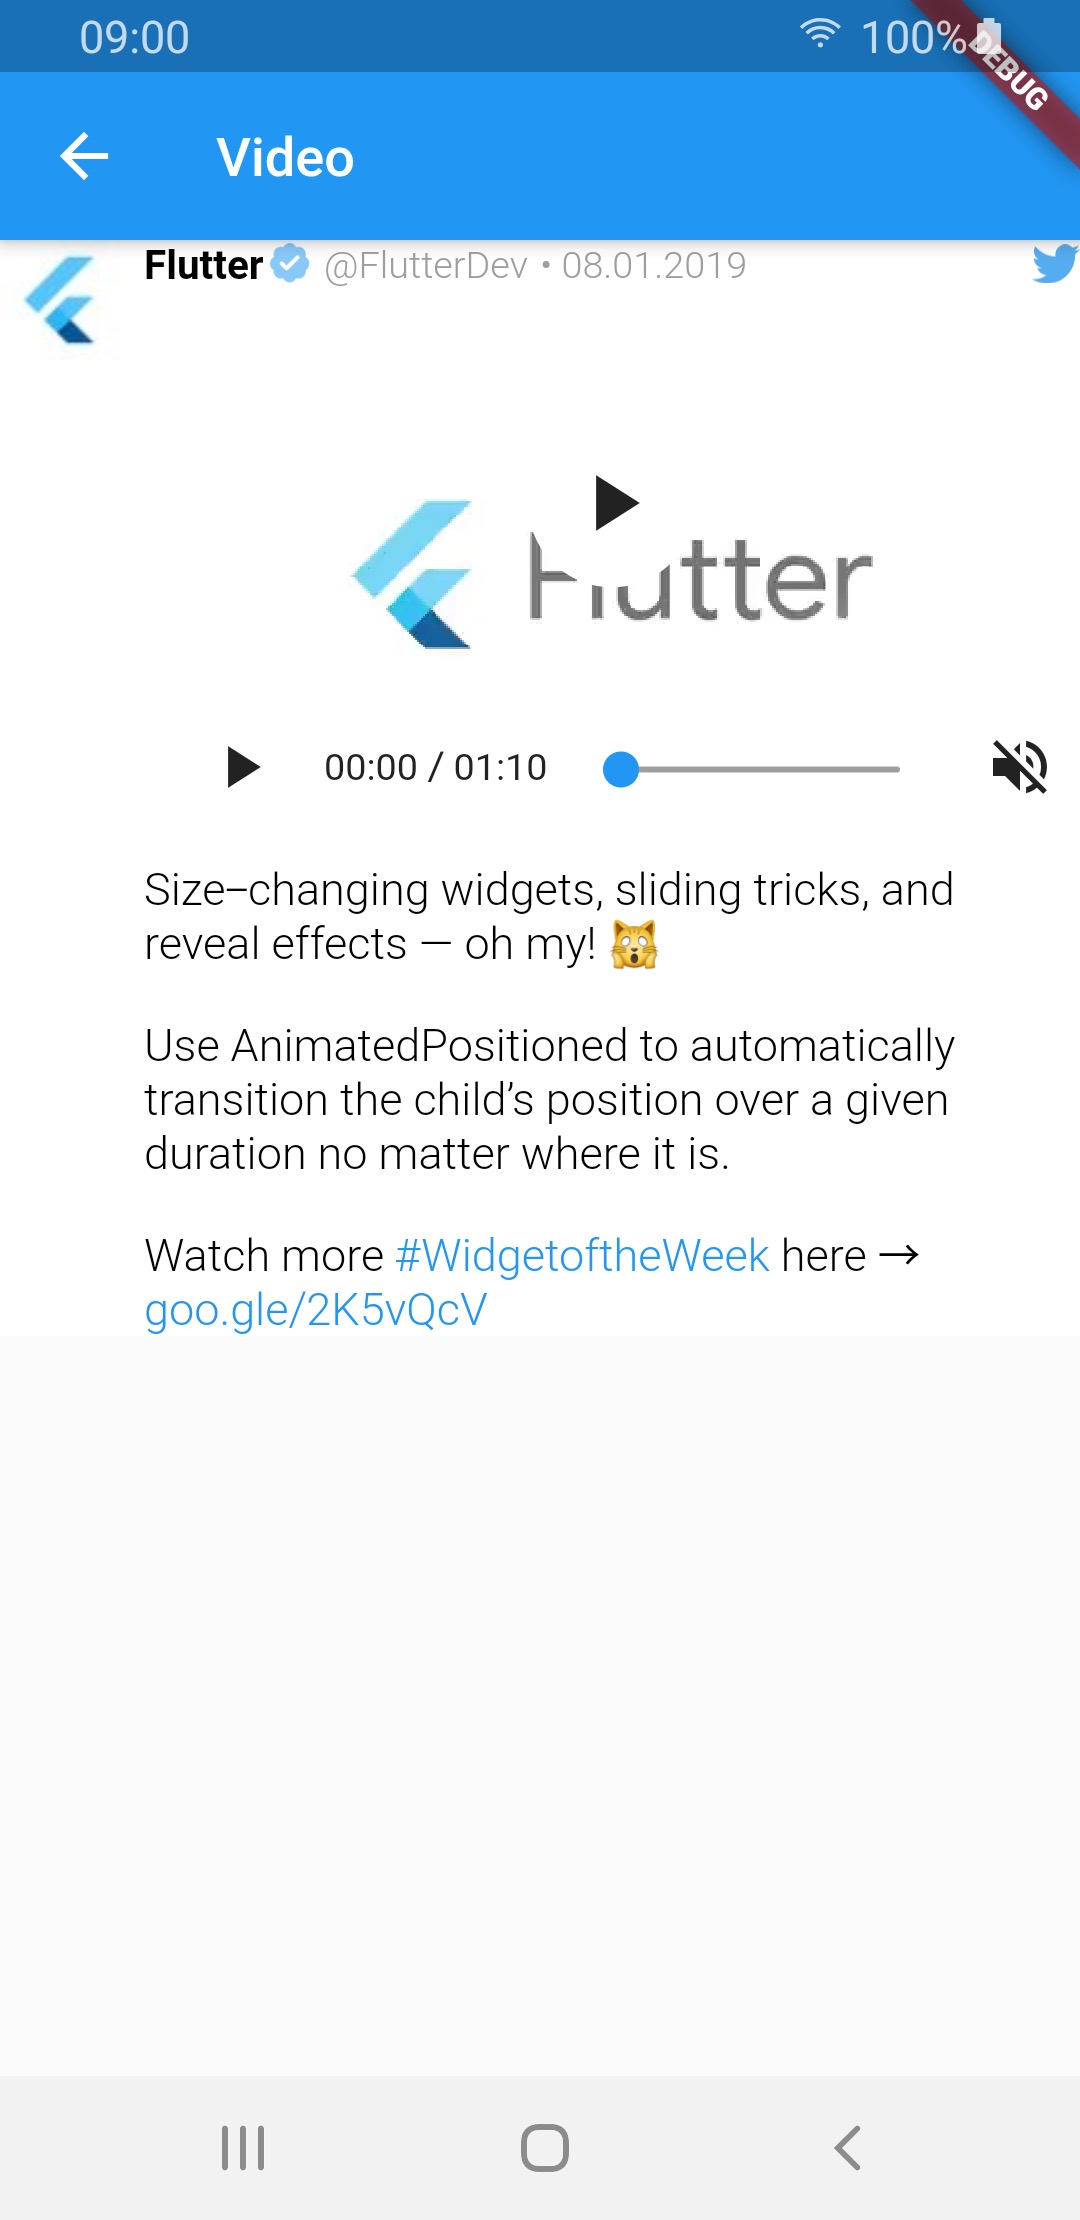 09:00 100%
DEBUG
Video
Flutter @FlutterDev • 08.01.2019
Flutter
00:00 / 01:10
Size–changing widgets, sliding tricks, and
reveal effects — oh my! 🙀
Use AnimatedPositioned to automatically
transition the child’s position over a given
duration no matter where it is.
Watch more #WidgetoftheWeek here →
goo.gle/2K5vQcV